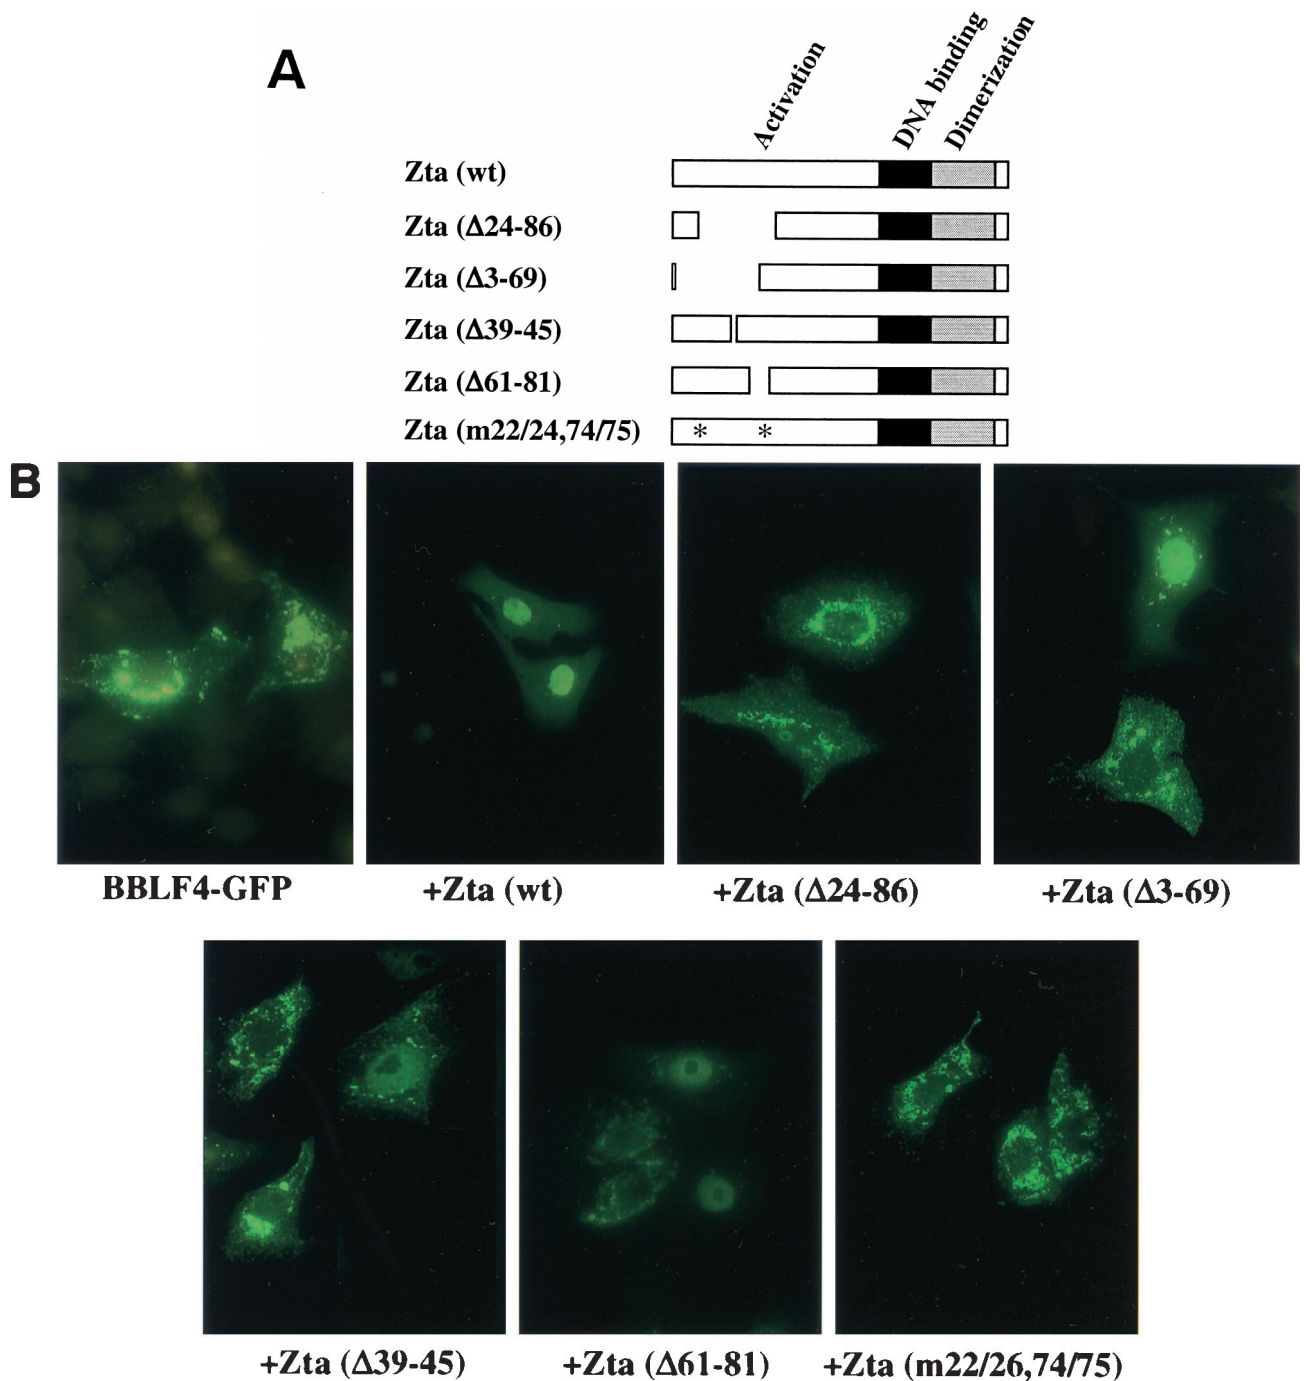 A
Activation
DNA binding
Dimerization
Zta (wt)
Zta (Δ24-86)
Zta (Δ3-69)
Zta (Δ39-45)
Zta (Δ61-81)
Zta (m22/24,74/75)
* *
B
BBLF4-GFP
+Zta (wt)
+Zta (Δ24-86)
+Zta (Δ3-69)
+Zta (Δ39-45)
+Zta (Δ61-81)
+Zta (m22/26,74/75)